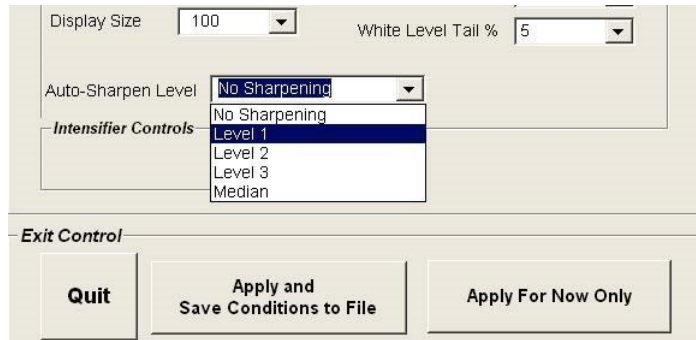 Display Size 100
White Level Tail % 5
Auto-Sharpen Level No Sharpening
No Sharpening
Intensifier Controls
Level 1
Level 2
Level 3
Median
Exit Control
Quit
Apply and
Save Conditions to File
Apply For Now Only